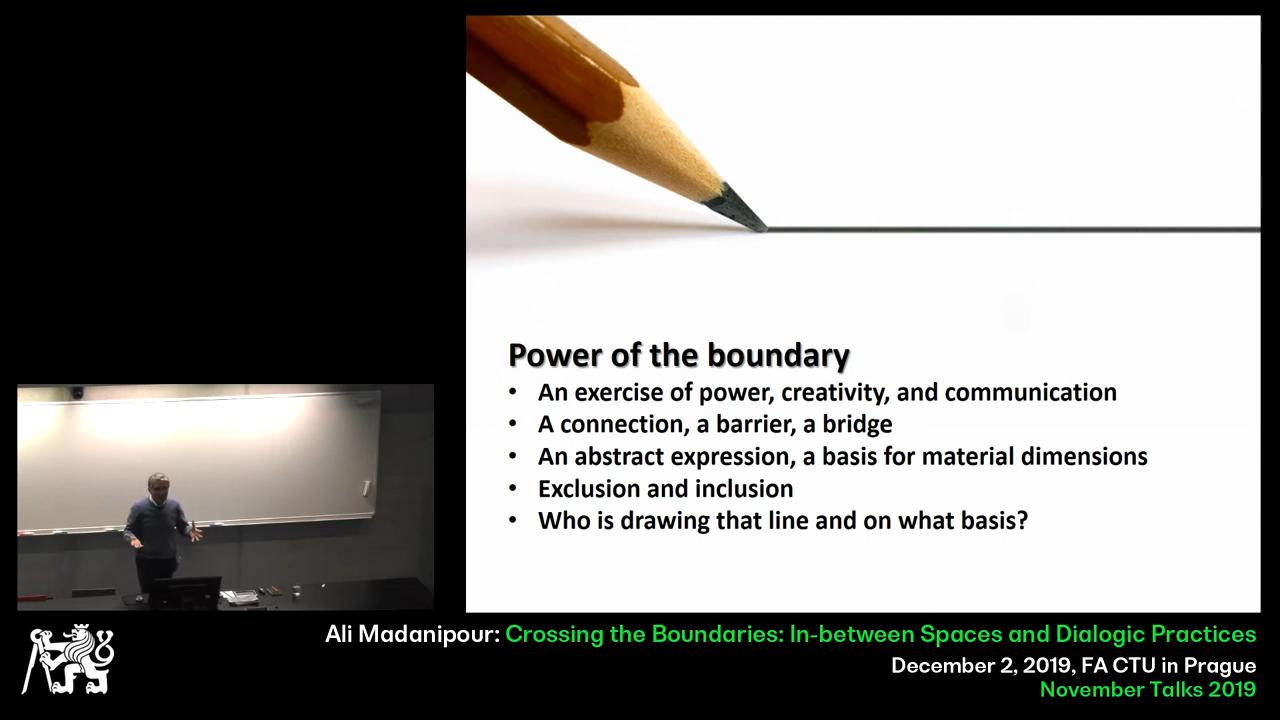 Power of the boundary
• An exercise of power, creativity, and communication
• A connection, a barrier, a bridge
• An abstract expression, a basis for material dimensions
• Exclusion and inclusion
• Who is drawing that line and on what basis?
Ali Madanipour: Crossing the Boundaries: In-between Spaces and Dialogic Practices
December 2, 2019, FA CTU in Prague
November Talks 2019